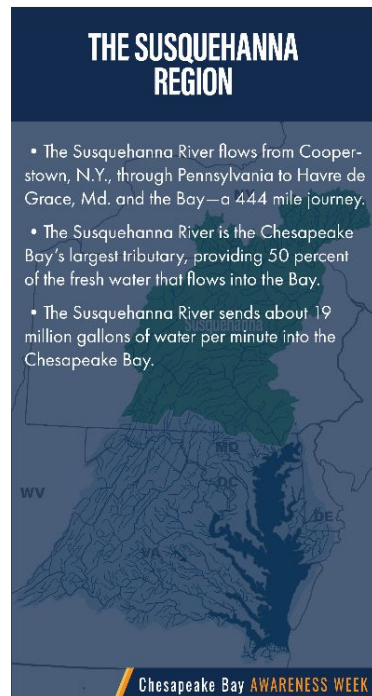 THE SUSQUEHANNA
REGION
• The Susquehanna River flows from Cooper-
stown, N.Y., through Pennsylvania to Havre de
Grace, Md. and the Bay—a 444 mile journey.
• The Susquehanna River is the Chesapeake
Bay's largest tributary, providing 50 percent
of the fresh water that flows into the Bay.
• The Susquehanna River sends about 19
million gallons of water per minute into the
Chesapeake Bay.
Susquehanna
MD
DC
WV
DE
VA
Chesapeake Bay AWARENESS WEEK